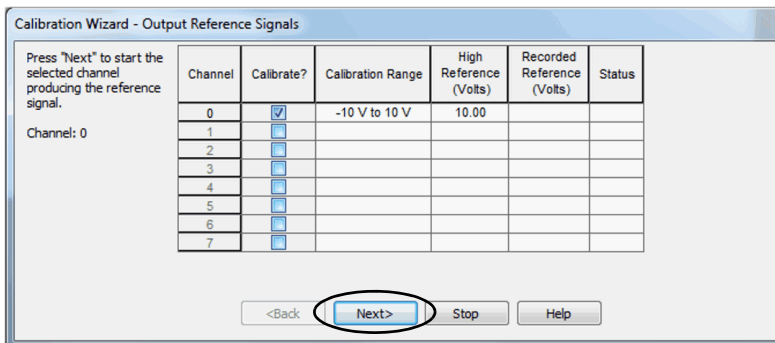 Calibration Wizard - Output Reference Signals
Press "Next" to start the
selected channel
producing the reference
signal.
Channel: 0
Channel Calibrate? Calibration Range High Reference (Volts) Recorded Reference (Volts) Status
0 -10 V to 10 V 10.00
1
2
3
4
5
6
7
<Back Next> Stop Help